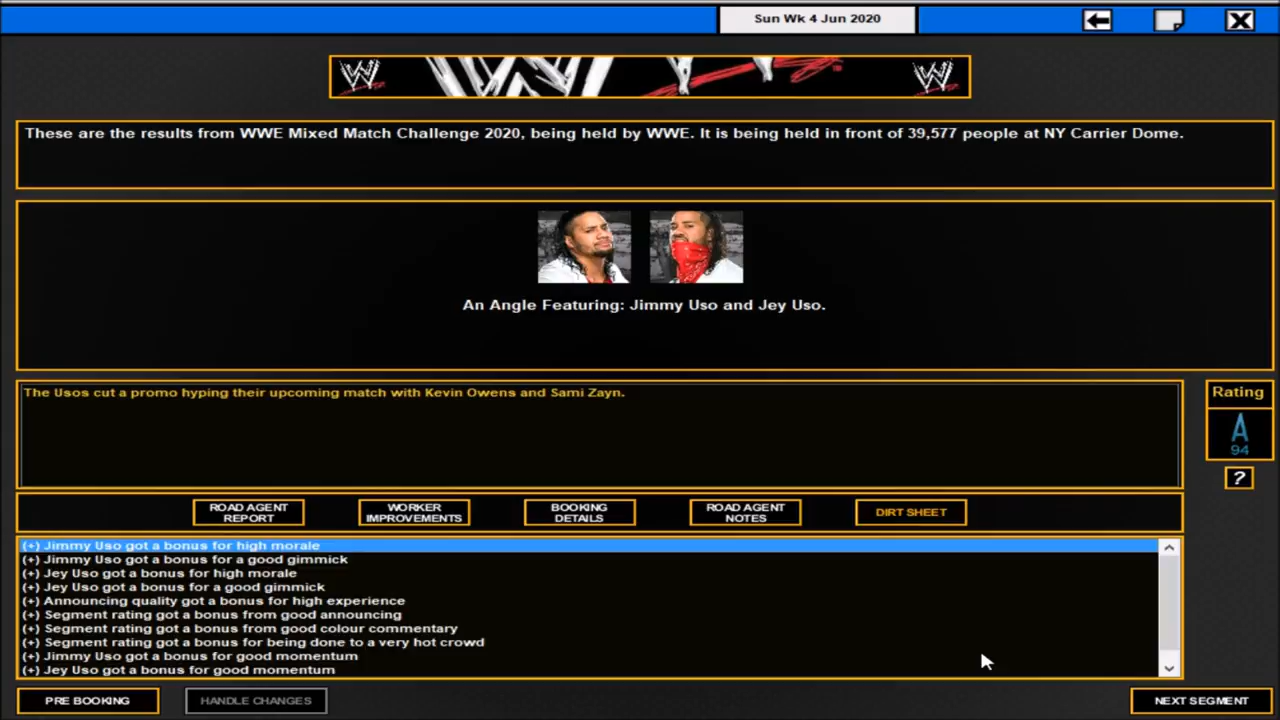 Sun Wk 4 Jun 2020
These are the results from WWE Mixed Match Challenge 2020, being held by WWE. It is being held in front of 39,577 people at NY Carrier Dome.
An Angle Featuring: Jimmy Uso and Jey Uso.
The Usos cut a promo hyping their upcoming match with Kevin Owens and Sami Zayn.
Rating
A
94
?
ROAD AGENT REPORT
WORKER IMPROVEMENTS
BOOKING DETAILS
ROAD AGENT NOTES
DIRT SHEET
(+) Jimmy Uso got a bonus for high morale
(+) Jimmy Uso got a bonus for a good gimmick
(+) Jey Uso got a bonus for high morale
(+) Jey Uso got a bonus for a good gimmick
(+) Announcing quality got a bonus for high experience
(+) Segment rating got a bonus from good announcing
(+) Segment rating got a bonus from good colour commentary
(+) Segment rating got a bonus for being done to a very hot crowd
(+) Jimmy Uso got a bonus for good momentum
(+) Jey Uso got a bonus for good momentum
PRE BOOKING
HANDLE CHANGES
NEXT SEGMENT